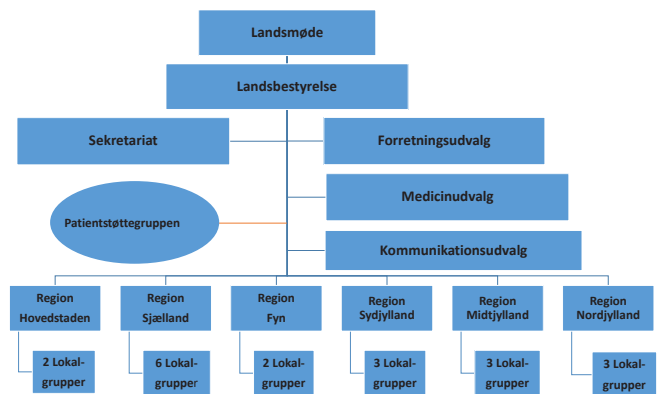 Landsmøde
Landsbestyrelse
Sekretariat
Forretningsudvalg
Medicinudvalg
Patientstøttegruppen
Kommunikationsudvalg
Region
Hovedstaden
Region
Sjælland
Region
Fyn
Region
Sydjylland
Region
Midtjylland
Region
Nordjylland
2 Lokal-
grupper
6 Lokal-
grupper
2 Lokal-
grupper
3 Lokal-
grupper
3 Lokal-
grupper
3 Lokal-
grupper